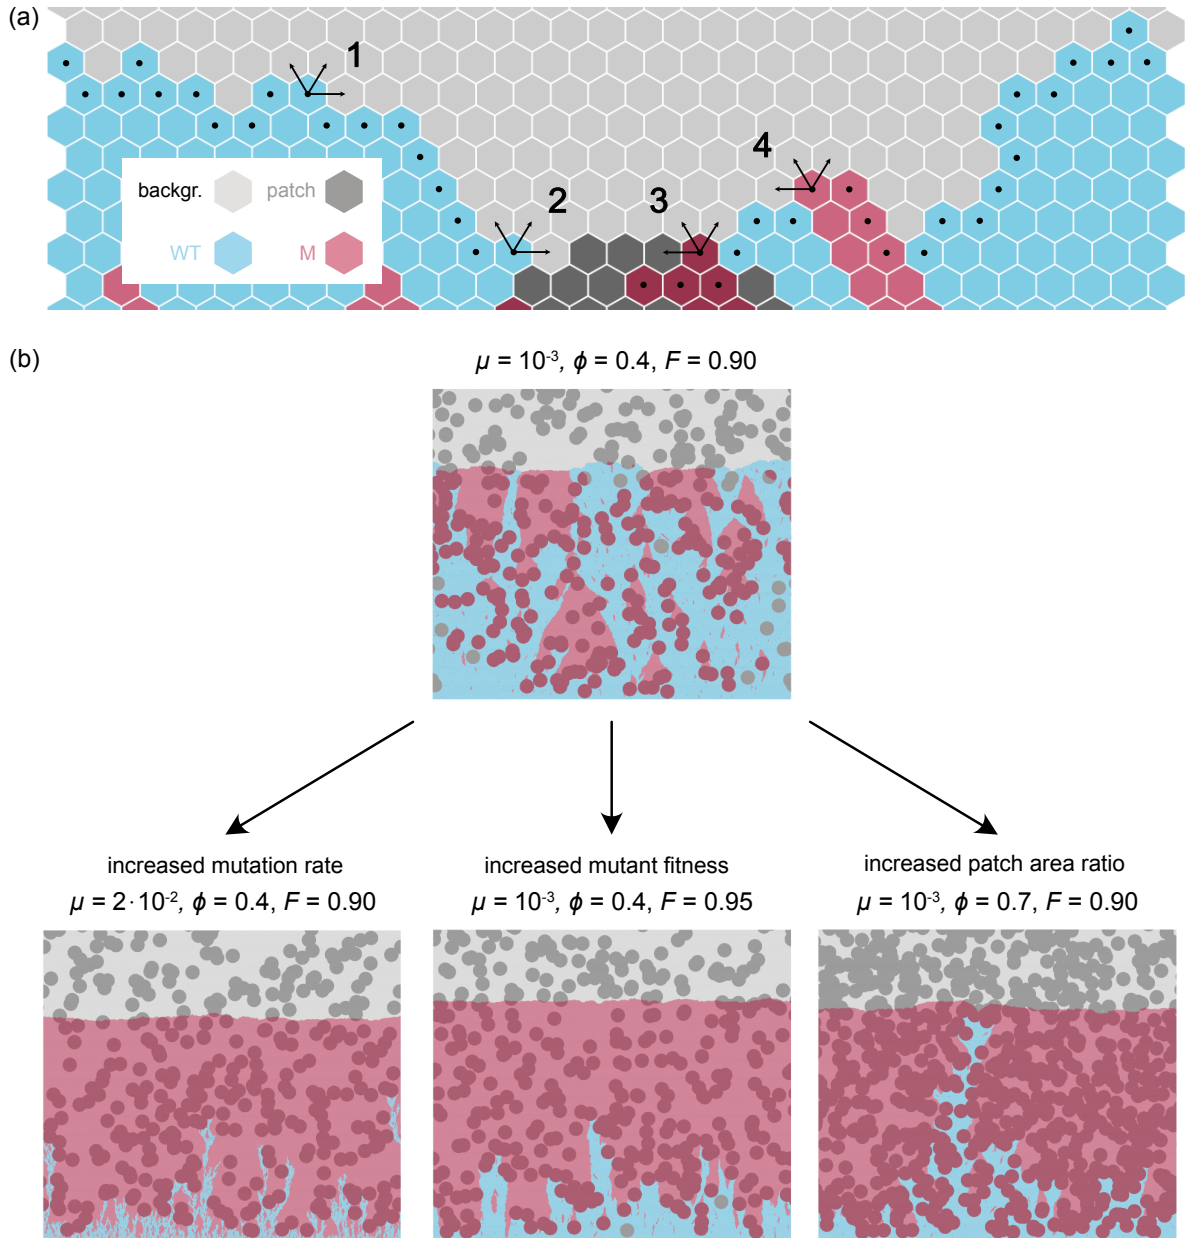 (a)
1
2
3
4
backgr.
patch
WT
M
(b)
μ = 10⁻³, ϕ = 0.4, F = 0.90
increased mutation rate
μ = 2·10⁻², ϕ = 0.4, F = 0.90
increased mutant fitness
μ = 10⁻³, ϕ = 0.4, F = 0.95
increased patch area ratio
μ = 10⁻³, ϕ = 0.7, F = 0.90